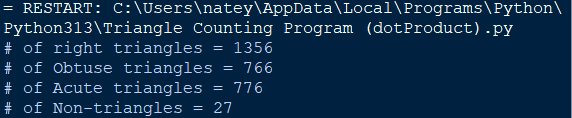 = RESTART: C:\Users\natey\AppData\Local\Programs\Python\
Python313\Triangle Counting Program (dotProduct).py
# of right triangles = 1356
# of Obtuse triangles = 766
# of Acute triangles = 776
# of Non-triangles = 27